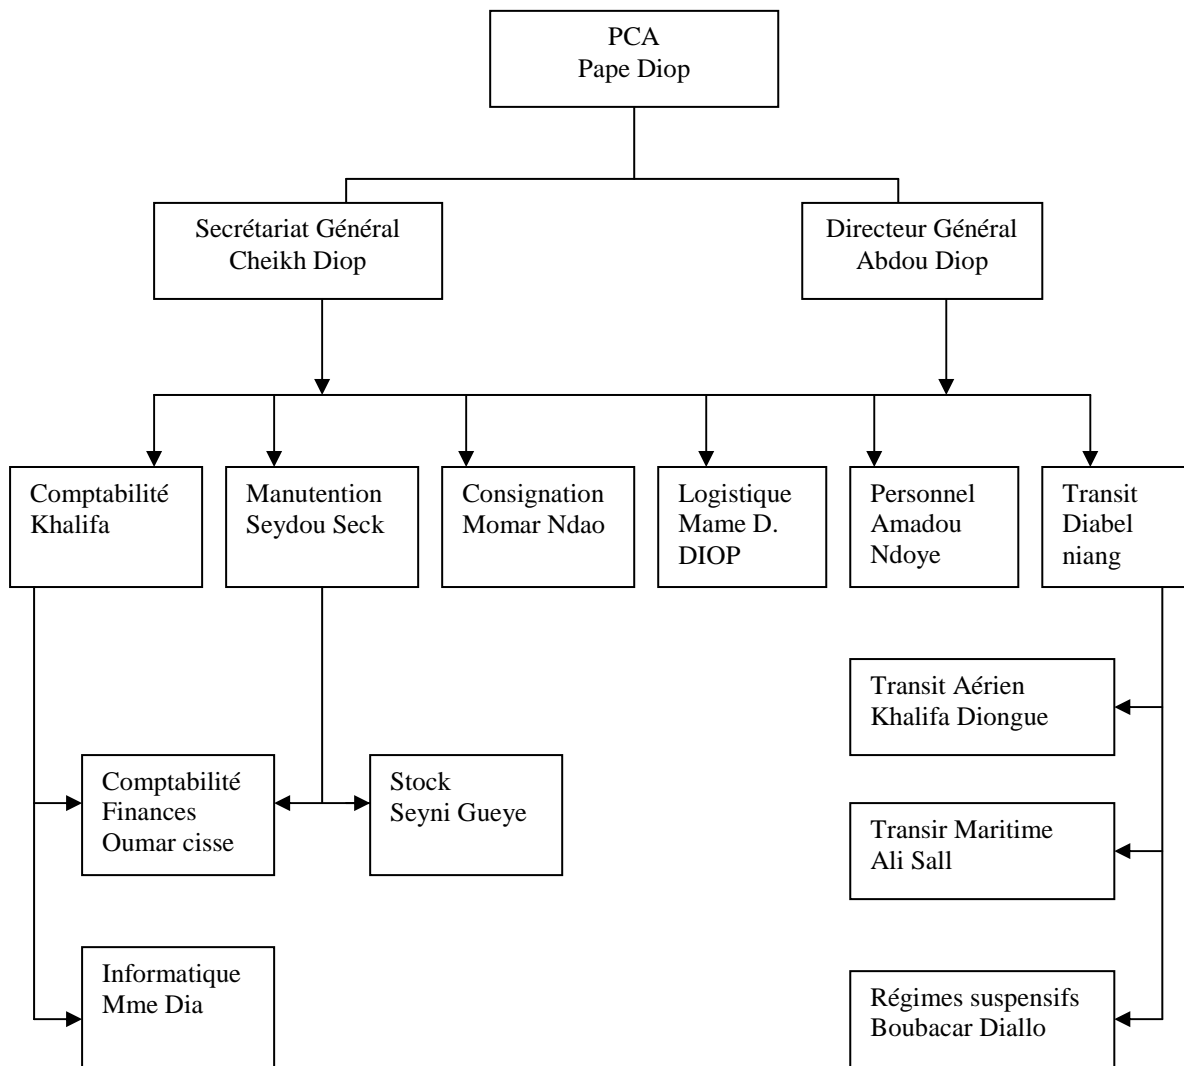 PCA
Pape Diop
Secrétariat Général
Cheikh Diop
Directeur Général
Abdou Diop
Comptabilité
Khalifa
Manutention
Seydou Seck
Consignation
Momar Ndao
Logistique
Mame D.
DIOP
Personnel
Amadou
Ndoye
Transit
Diabel
niang
Transit Aérien
Khalifa Diongue
Comptabilité
Finances
Oumar cisse
Stock
Seyni Gueye
Transir Maritime
Ali Sall
Informatique
Mme Dia
Régimes suspensifs
Boubacar Diallo